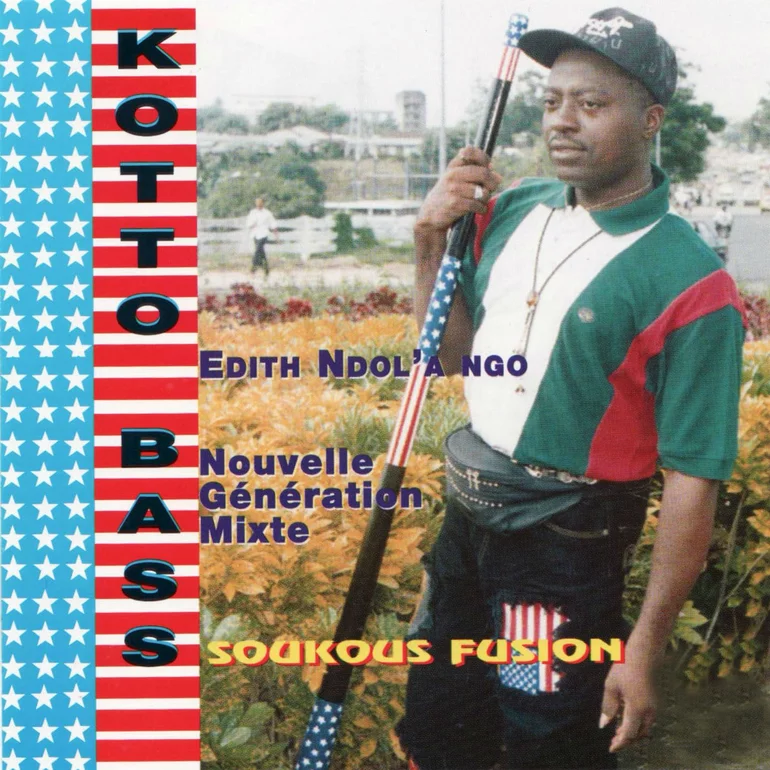 KOTTO BASS
EDITH NDOL'A NGO
Nouvelle
Génération
Mixte
SOUKOUS FUSION